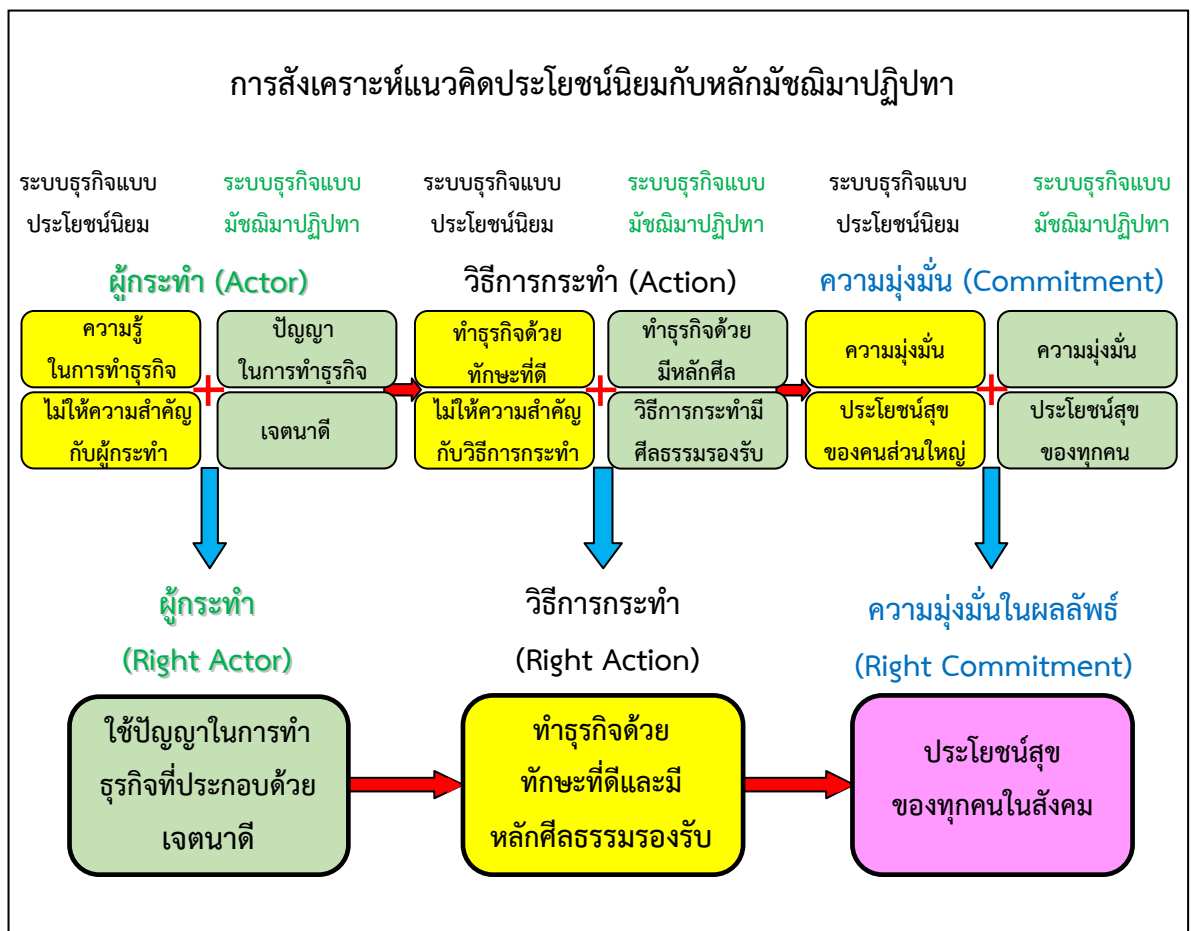 การสังเคราะห์แนวคิดประโยชน์นิยมกับหลักมัชฌิมาปฏิปทา
ระบบธุรกิจแบบ
ประโยชน์นิยม
ระบบธุรกิจแบบ
มัชฌิมาปฏิปทา
ระบบธุรกิจแบบ
ประโยชน์นิยม
ระบบธุรกิจแบบ
มัชฌิมาปฏิปทา
ระบบธุรกิจแบบ
ประโยชน์นิยม
ระบบธุรกิจแบบ
มัชฌิมาปฏิปทา
ผู้กระทำ (Actor)
วิธีการกระทำ (Action)
ความมุ่งมั่น (Commitment)
ความรู้
ในการทำธุรกิจ
ปัญญา
ในการทำธุรกิจ
ทำธุรกิจด้วย
ทักษะที่ดี
ทำธุรกิจด้วย
มีหลักศีล
ความมุ่งมั่น
ความมุ่งมั่น
ไม่ให้ความสำคัญ
กับผู้กระทำ
เจตนาดี
ไม่ให้ความสำคัญ
กับวิธีการกระทำ
วิธีการกระทำมี
ศีลธรรมรองรับ
ประโยชน์สุข
ของคนส่วนใหญ่
ประโยชน์สุข
ของทุกคน
ผู้กระทำ
(Right Actor)
วิธีการกระทำ
(Right Action)
ความมุ่งมั่นในผลลัพธ์
(Right Commitment)
ใช้ปัญญาในการทำ
ธุรกิจที่ประกอบด้วย
เจตนาดี
ทำธุรกิจด้วย
ทักษะที่ดีและมี
หลักศีลธรรมรองรับ
ประโยชน์สุข
ของทุกคนในสังคม